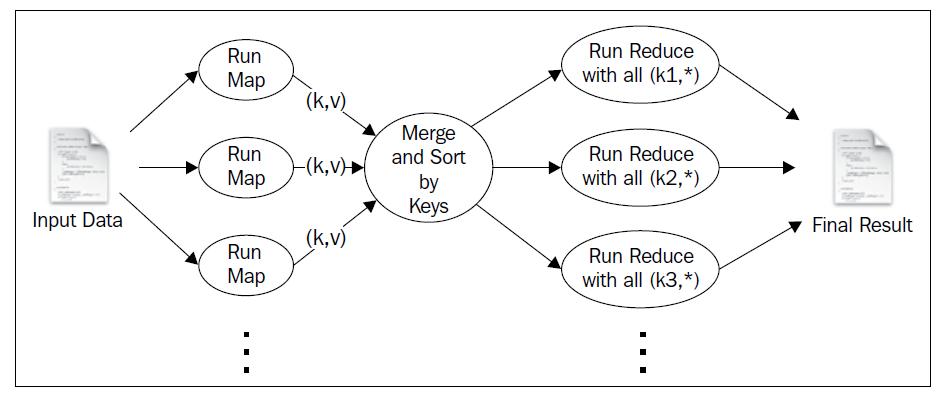 Input Data
Run
Map
(k,v)
Run
Map
(k,v)
Run
Map
(k,v)
Merge
and Sort
by
Keys
Run Reduce
with all (k1,*)
Run Reduce
with all (k2,*)
Run Reduce
with all (k3,*)
Final Result